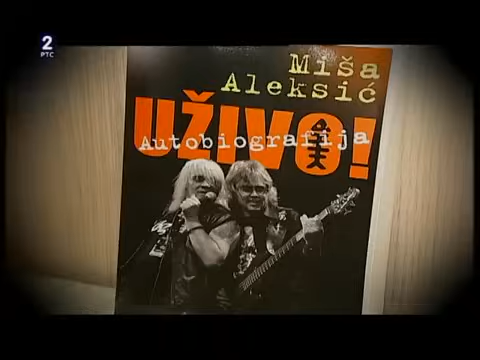 2
РТС
Miša
Aleksić
UŽIVO!
Autobiografija